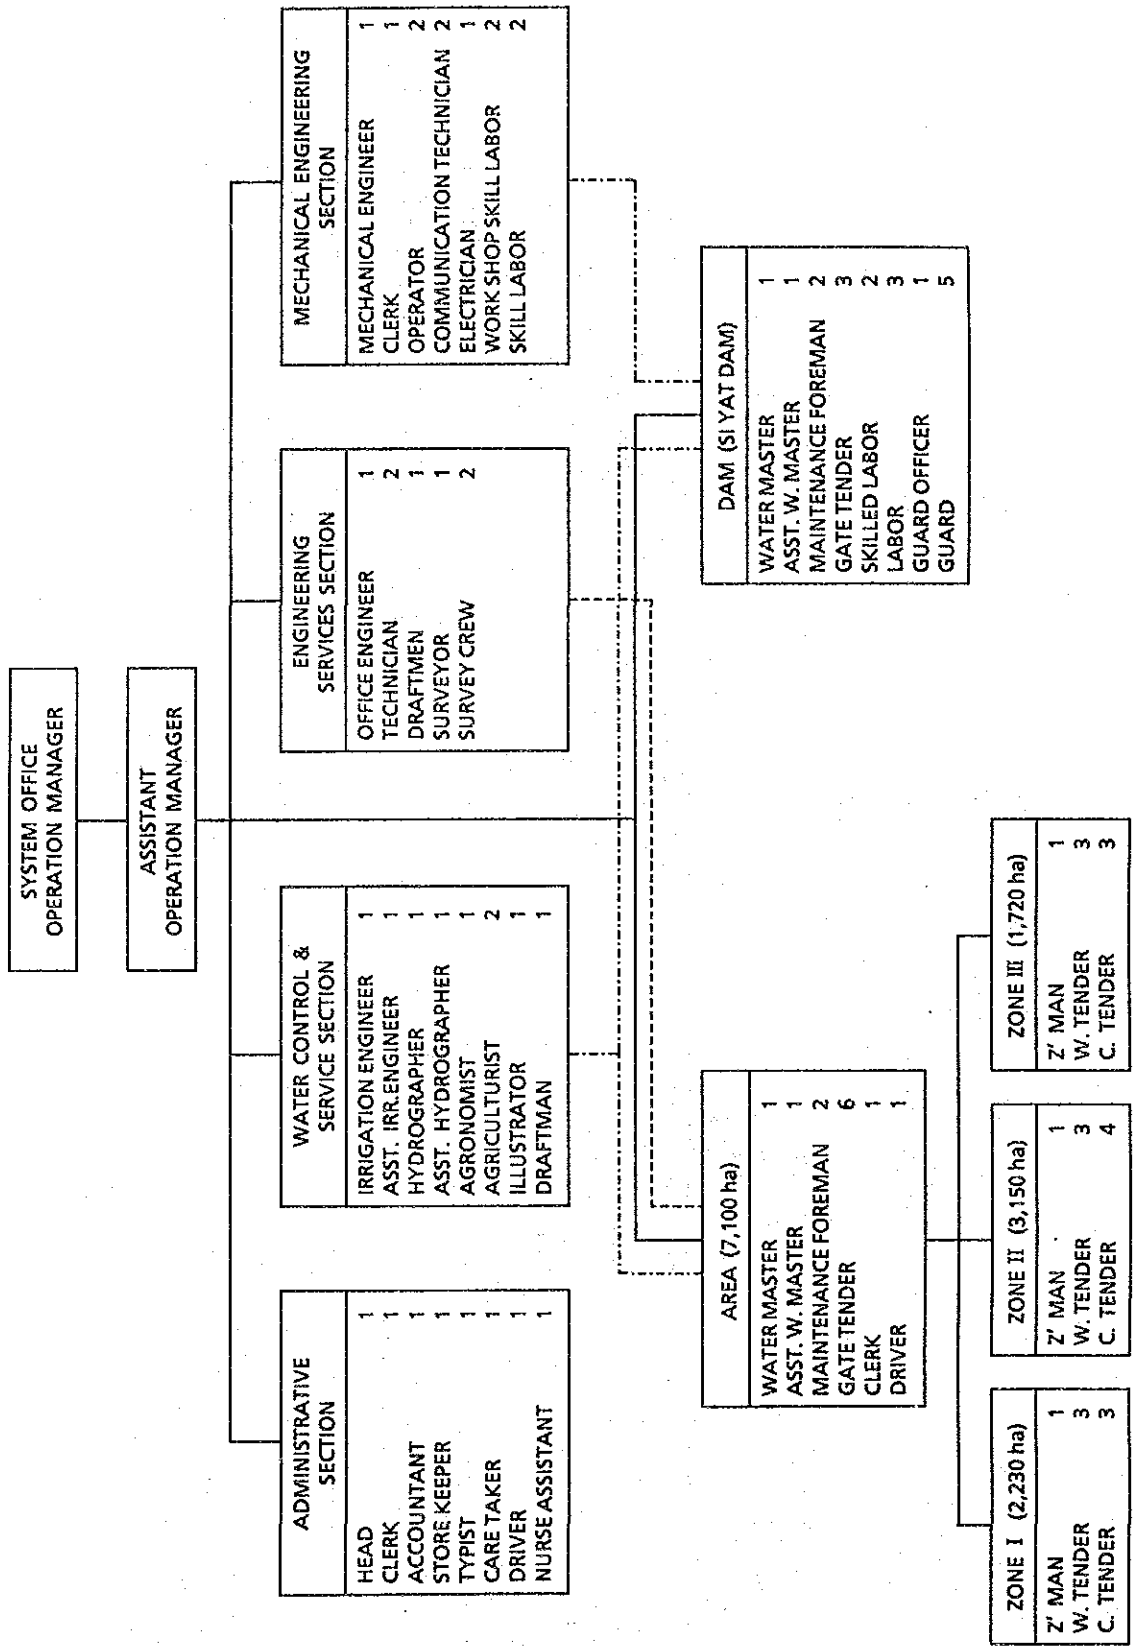 SYSTEM OFFICE
OPERATION MANAGER
ASSISTANT
OPERATION MANAGER
ADMINISTRATIVE
SECTION
HEAD 1
CLERK 1
ACCOUNTANT 1
STORE KEEPER 1
TYPIST 1
CARE TAKER 1
DRIVER 1
NURSE ASSISTANT 1
WATER CONTROL &
SERVICE SECTION
IRRIGATION ENGINEER 1
ASST. IRR.ENGINEER 1
HYDROGRAPHER 1
ASST. HYDROGRAPHER 1
AGRONOMIST 1
AGRICULTURIST 2
ILLUSTRATOR 1
DRAFTMAN 1
ENGINEERING
SERVICES SECTION
OFFICE ENGINEER 1
TECHNICIAN 2
DRAFTMEN 1
SURVEYOR 1
SURVEY CREW 2
MECHANICAL ENGINEERING
SECTION
MECHANICAL ENGINEER 1
CLERK 1
OPERATOR 2
COMMUNICATION TECHNICIAN 2
ELECTRICIAN 1
WORK SHOP SKILL LABOR 2
SKILL LABOR 2
AREA (7,100 ha)
WATER MASTER 1
ASST. W. MASTER 1
MAINTENANCE FOREMAN 2
GATE TENDER 6
CLERK 1
DRIVER 1
DAM (SI YAT DAM)
WATER MASTER 1
ASST. W. MASTER 1
MAINTENANCE FOREMAN 2
GATE TENDER 3
SKILLED LABOR 2
LABOR 3
GUARD OFFICER 1
GUARD 5
ZONE I (2,230 ha)
Z' MAN 1
W. TENDER 3
C. TENDER 3
ZONE II (3,150 ha)
Z' MAN 1
W. TENDER 3
C. TENDER 4
ZONE III (1,720 ha)
Z' MAN 1
W. TENDER 3
C. TENDER 3